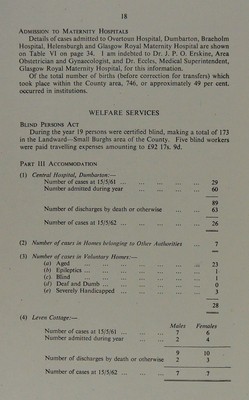 18
ADMISSION TO MATERNITY HOSPITALS
Details of cases admitted to Overtoun Hospital, Dumbarton, Bracholm
Hospital, Helensburgh and Glasgow Royal Maternity Hospital are shown
on Table VI on page 34. I am indebted to Dr. J. P. O. Erskine, Area
Obstetrician and Gynaecologist, and Dr. Eccles, Medical Superintendent,
Glasgow Royal Maternity Hospital, for this information.
Of the total number of births (before correction for transfers) which
took place within the County area, 746, or approximately 49 per cent.
occurred in institutions.
WELFARE SERVICES
BLIND PERSONS ACT
During the year 19 persons were certified blind, making a total of 173
in the Landward—Small Burghs area of the County. Five blind workers
were paid travelling expenses amounting to £92 17s. 9d.
PART III ACCOMMODATION
(1) Central Hospital, Dumbarton:—
Number of cases at 15/5/61 ... ... ... ... ... 29
Number admitted during year ... ... ... ... 60
89
Number of discharges by death or otherwise ... ... 63
Number of cases at 15/5/62 ... ... ... ... ... 26
(2) Number of cases in Homes belonging to Other Authorities ... 7
(3) Number of cases in Voluntary Homes:—
(a) Aged ... ... ... ... ... ... ... 23
(b) Epileptics ... ... ... ... ... ... ... 1
(c) Blind ... ... ... ... ... ... ... 1
(d) Deaf and Dumb ... ... ... ... ... ... 0
(e) Severely Handicapped ... ... ... ... ... 3
28
(4) Leven Cottage:—
Males Females
Number of cases at 15/5/61 ... ... ... 7 6
Number admitted during year ... ... 2 4
9 10
Number of discharges by death or otherwise 2 3
Number of cases at 15/5/62 ... ... ... 7 7